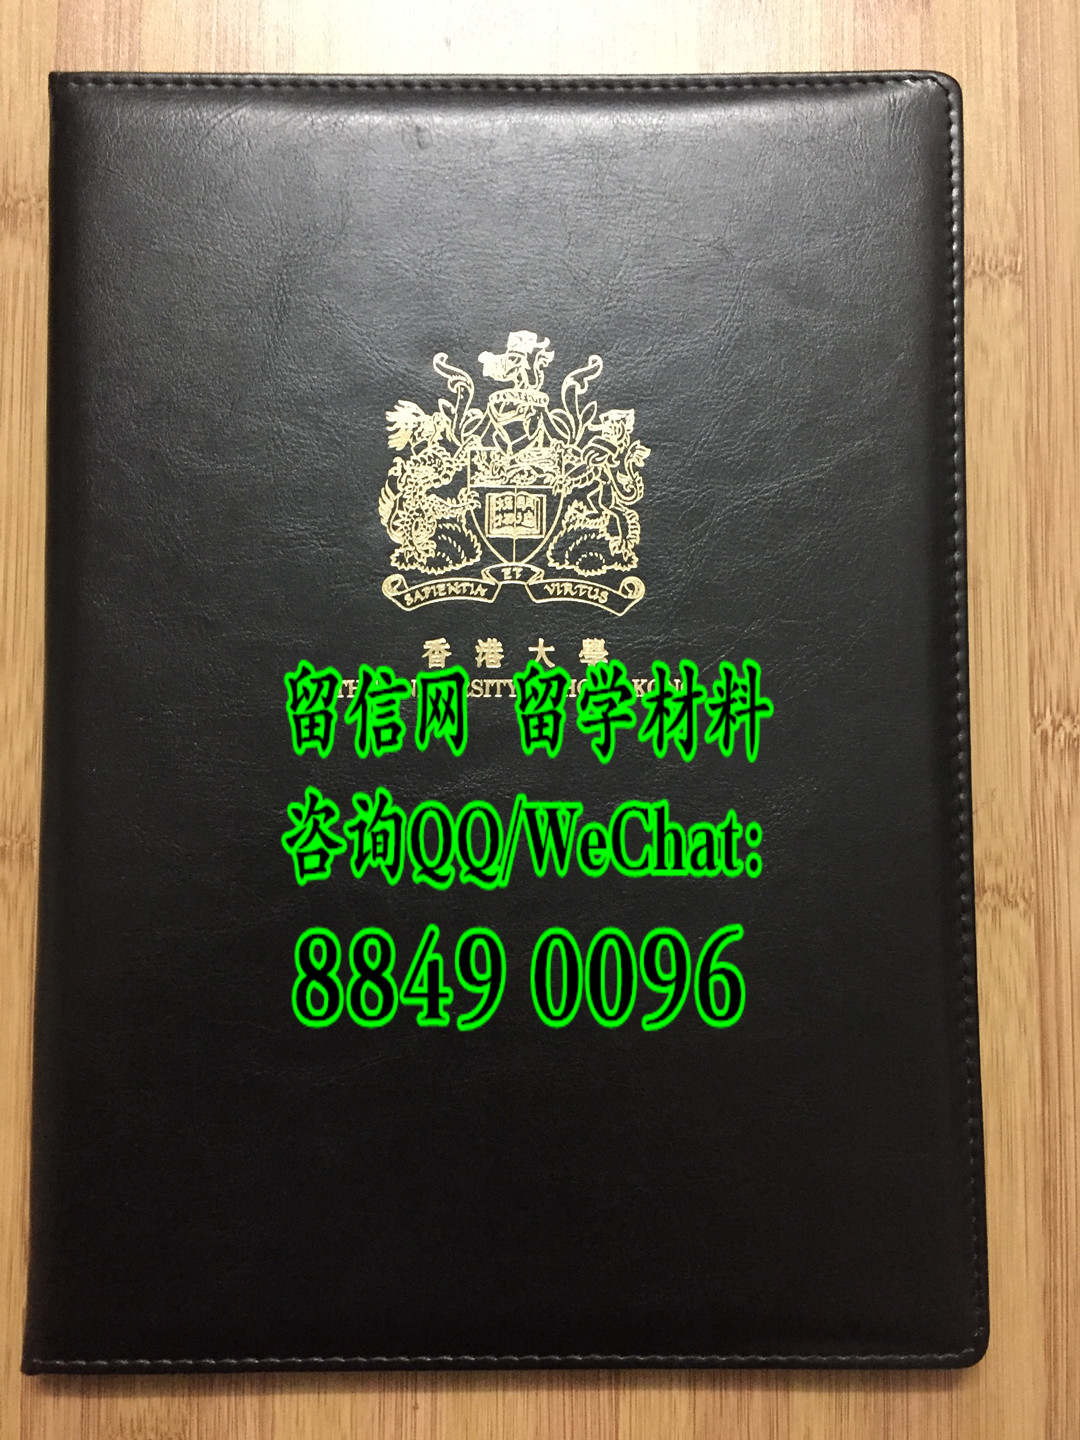 SAPIENTIA ET VIRTUS
香港大學
留信网 留学材料
咨询QQ/WeChat:
8849 0096